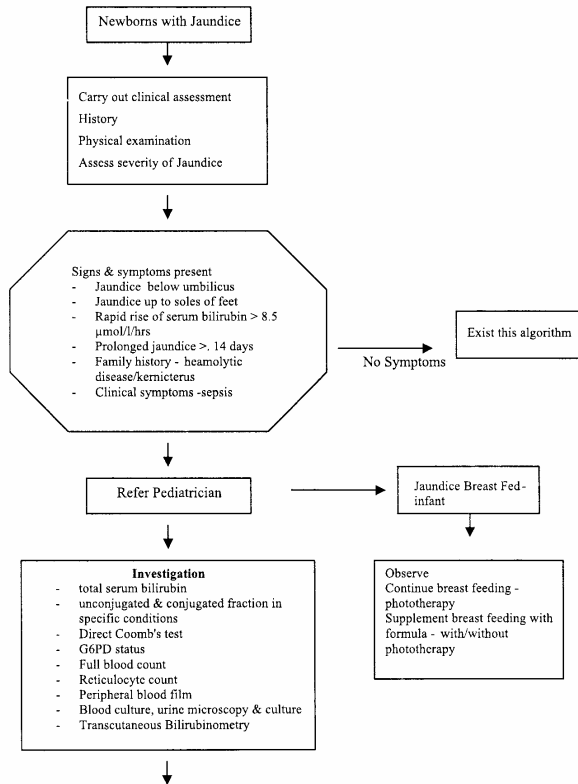 Newborns with Jaundice
Carry out clinical assessment
History
Physical examination
Assess severity of Jaundice
Signs & symptoms present
- Jaundice below umbilicus
- Jaundice up to soles of feet
- Rapid rise of serum bilirubin > 8.5
µmol/l/hrs
- Prolonged jaundice >. 14 days
- Family history - heamolytic
disease/kernicterus
- Clinical symptoms -sepsis
No Symptoms
Exist this algorithm
Refer Pediatrician
Jaundice Breast Fed-
infant
Investigation
- total serum bilirubin
- unconjugated & conjugated fraction in
specific conditions
- Direct Coomb's test
- G6PD status
- Full blood count
- Reticulocyte count
- Peripheral blood film
- Blood culture, urine microscopy & culture
- Transcutaneous Bilirubinometry
Observe
Continue breast feeding -
phototherapy
Supplement breast feeding with
formula - with/without
phototherapy